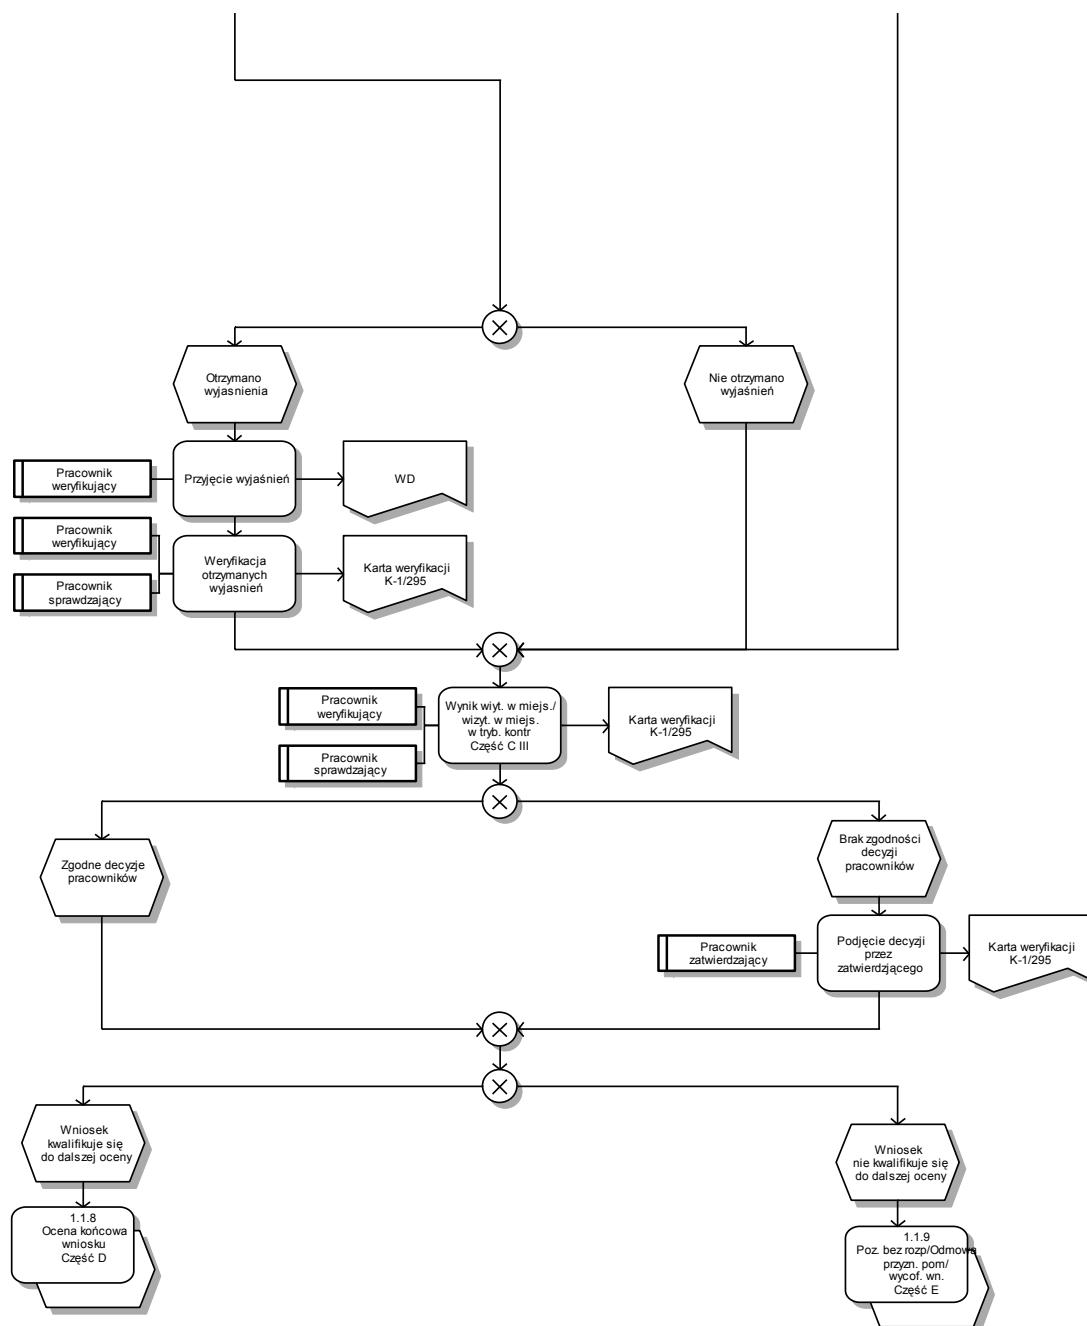 Otrzymano
wyjasnienia
Nie otrzymano
wyjaśnień
Pracownik
weryfikujący
Przyjęcie wyjaśnień
WD
Pracownik
weryfikujący
Pracownik
sprawdzający
Weryfikacja
otrzymanych
wyjasnień
Karta weryfikacji
K-1/295
Pracownik
weryfikujący
Pracownik
sprawdzający
Wynik wiyt. w miejs./
wizyt. w miejs.
w tryb. kontr
Część C III
Karta weryfikacji
K-1/295
Zgodne decyzje
pracowników
Brak zgodności
decyzji
pracowników
Pracownik
zatwierdzający
Podjęcie decyzji
przez
zatwierdzjącego
Karta weryfikacji
K-1/295
Wniosek
kwalifikuje się
do dalszej oceny
Wniosek
nie kwalifikuje się
do dalszej oceny
1.1.8
Ocena końcowa
wniosku
Część D
1.1.9
Poz. bez rozp/Odmowa
przyzn. pom/
wycof. wn.
Część E